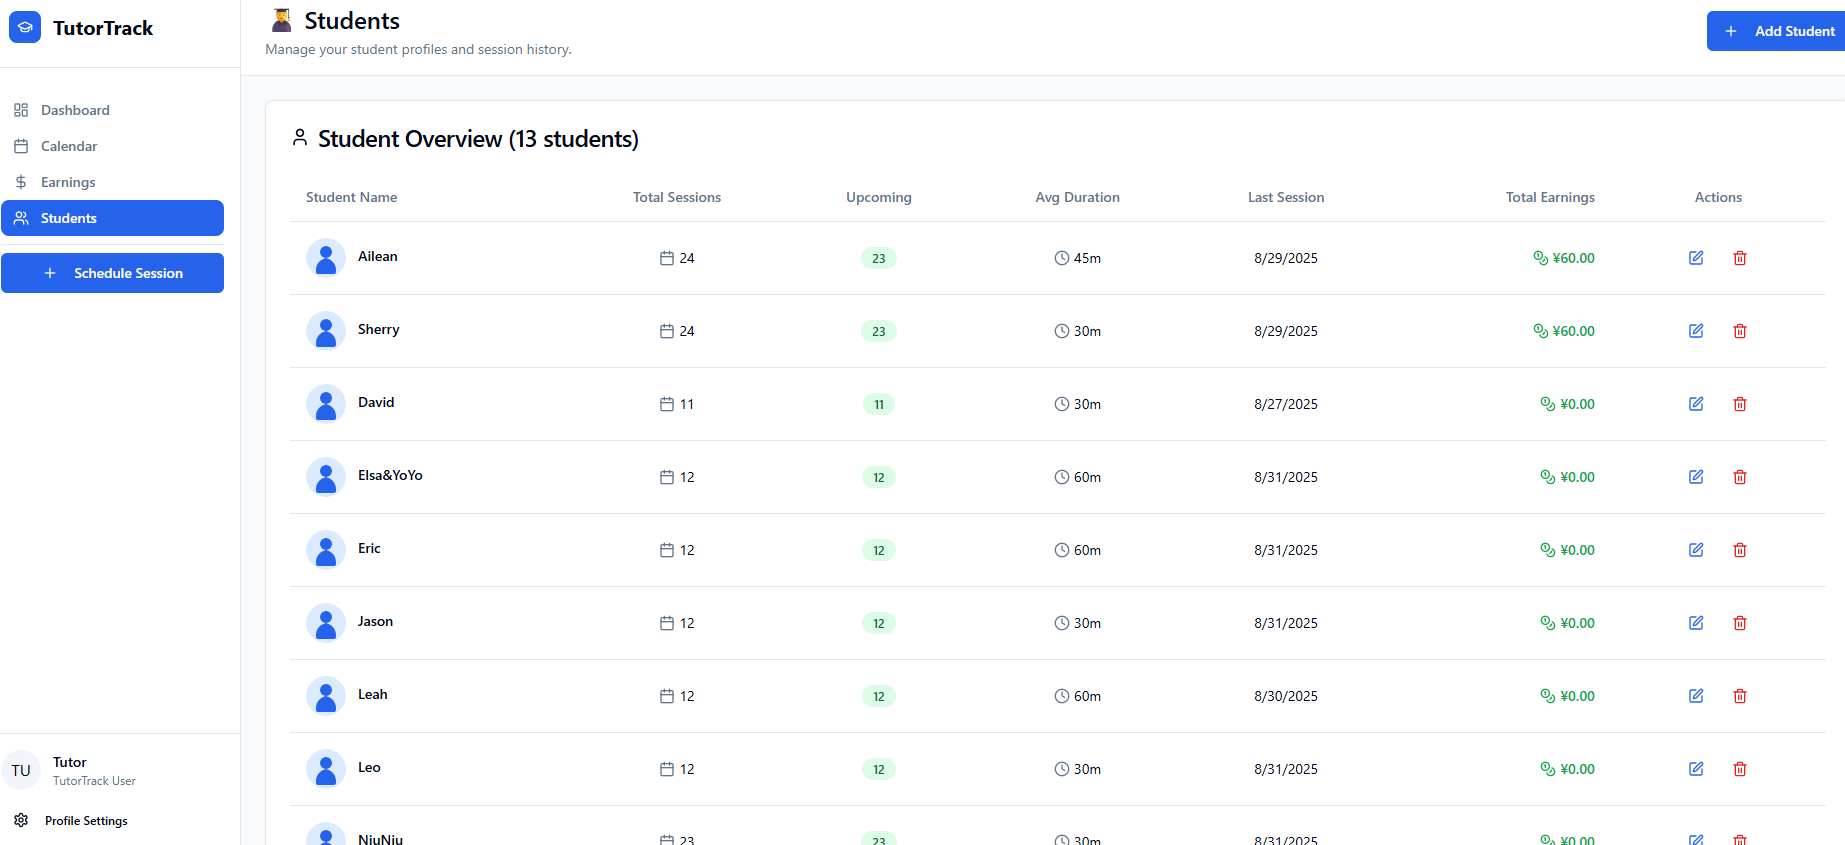 TutorTrack
Dashboard
Calendar
Earnings
Students
Schedule Session
Tutor
TU
TutorTrack User
Profile Settings
Students
Manage your student profiles and session history.
Add Student
Student Overview (13 students)
Student Name Total Sessions Upcoming Avg Duration Last Session Total Earnings Actions
Ailean 24 23 45m 8/29/2025 ¥60.00
Sherry 24 23 30m 8/29/2025 ¥60.00
David 11 11 30m 8/27/2025 ¥0.00
Elsa&YoYo 12 12 60m 8/31/2025 ¥0.00
Eric 12 12 60m 8/31/2025 ¥0.00
Jason 12 12 30m 8/31/2025 ¥0.00
Leah 12 12 60m 8/30/2025 ¥0.00
Leo 12 12 30m 8/31/2025 ¥0.00
NiuNiu 23 23 30m 8/31/2025 ¥0.00